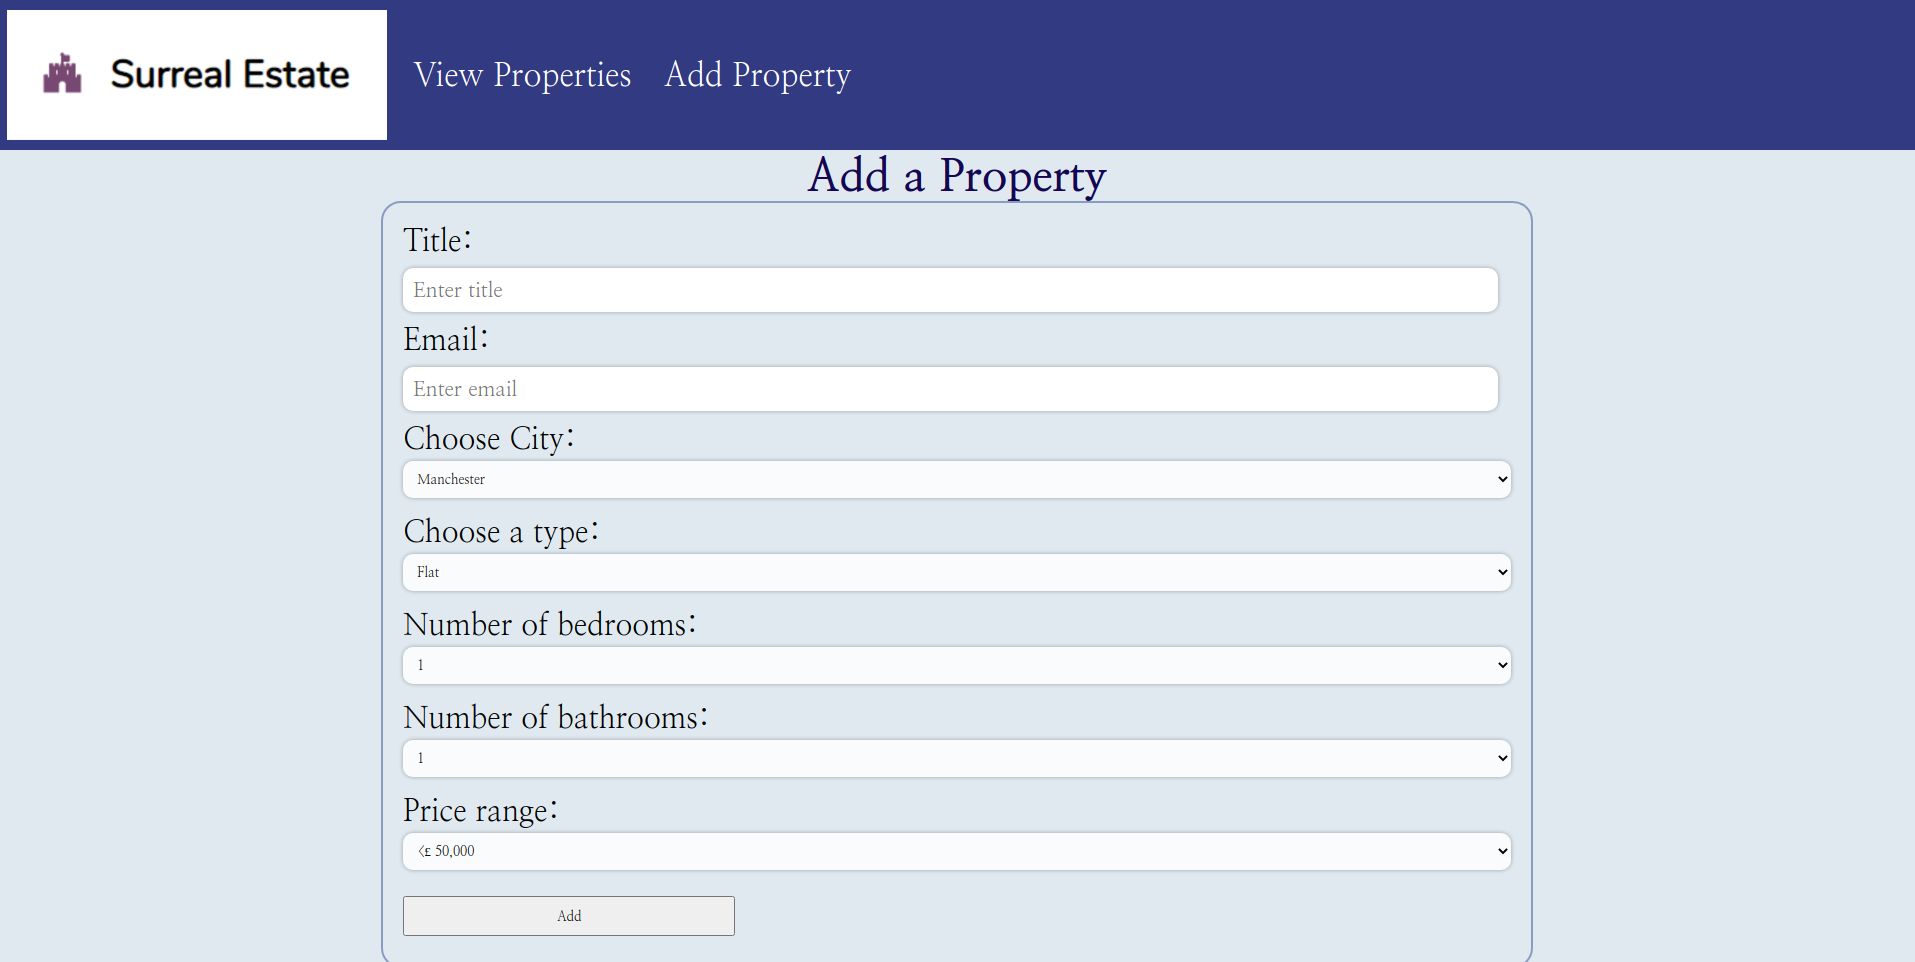 Surreal Estate
View Properties
Add Property
Add a Property
Title:
Enter title
Email:
Enter email
Choose City:
Manchester
Choose a type:
Flat
Number of bedrooms:
1
Number of bathrooms:
1
Price range:
<£ 50,000
Add